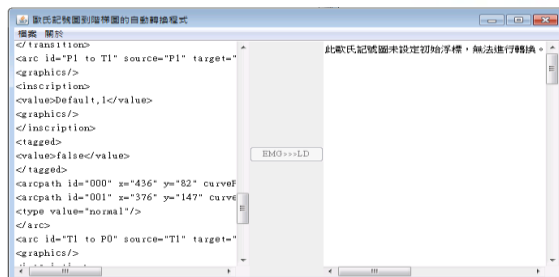 歐氏記號圖到階梯圖的自動轉換程式
檔案 關於
</transition>
<arc id="P1 to T1" source="P1" target="
<graphics/>
<inscription>
<value>Default,1</value>
<graphics/>
</inscription>
<tagged>
<value>false</value>
</tagged>
<arcpath id="000" x="436" y="82" curveP
<arcpath id="001" x="376" y="147" curve
<type value="normal"/>
</arc>
<arc id="T1 to P0" source="T1" target="
<graphics/>
EMG>>>LD
此歐氏記號圖未設定初始浮標，無法進行轉換。